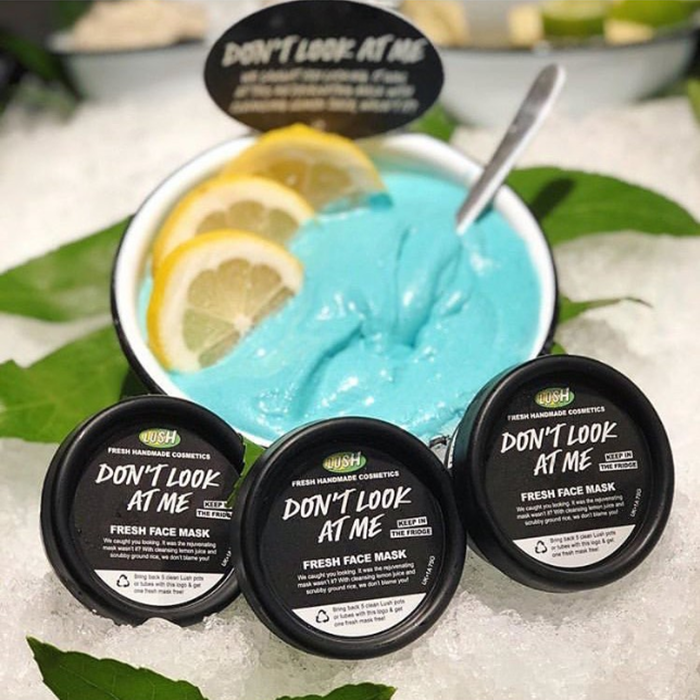 DON'T LOOK AT ME
LUSH
FRESH HANDMADE COSMETICS
DON'T LOOK
AT ME
KEEP IN
THE FRIDGE
FRESH FACE MASK
We caught you looking. It was the rejuvenating
mask wasn't it? With cleansing lemon juice and
scrubby ground rice, we don't blame you!
Bring back 5 clean Lush pots
or tubes with this logo & get
one fresh mask free!
LUSH
FRESH HANDMADE COSMETICS
DON'T LOOK
AT ME
KEEP IN
THE FRIDGE
FRESH FACE MASK
We caught you looking. It was the rejuvenating
mask wasn't it? With cleansing lemon juice and
scrubby ground rice, we don't blame you!
Bring back 5 clean Lush pots
or tubes with this logo & get
one fresh face mask free!
LUSH
FRESH HANDMADE COSMETICS
DON'T LOOK
AT ME
KEEP IN
THE FRIDGE
FRESH FACE MASK
We caught you looking. It was the rejuvenating
mask wasn't it? With cleansing lemon juice and
scrubby ground rice, we don't blame you!
Bring back 5 clean Lush pots
or tubes with this logo & get
one fresh face mask free!